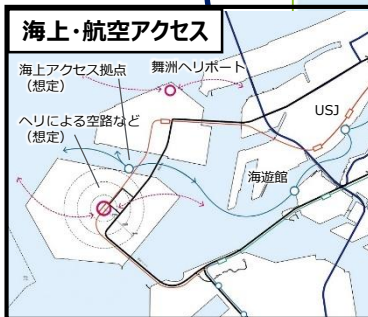 海上・航空アクセス
海上アクセス拠点
（想定）
舞洲ヘリポート
ヘリによる空路など
（想定）
USJ
海遊館